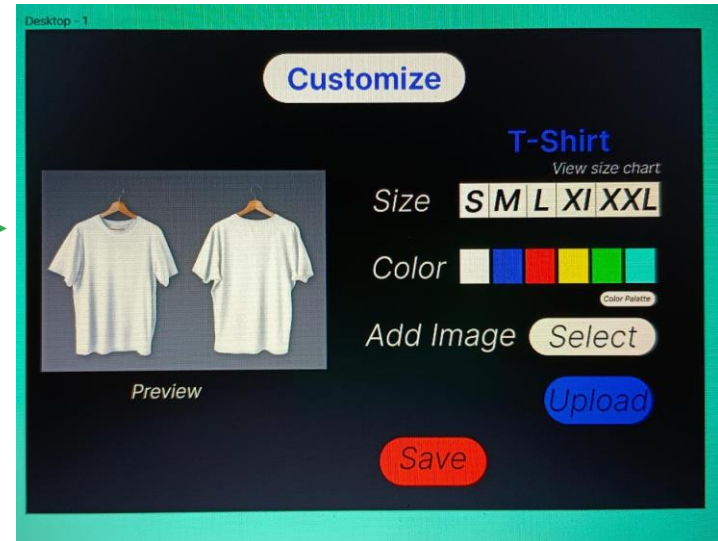 Desktop - 1
Customize
T-Shirt
View size chart
Size S M L Xl XXL
Color
Color Palette
Add Image Select
Preview
Upload
Save